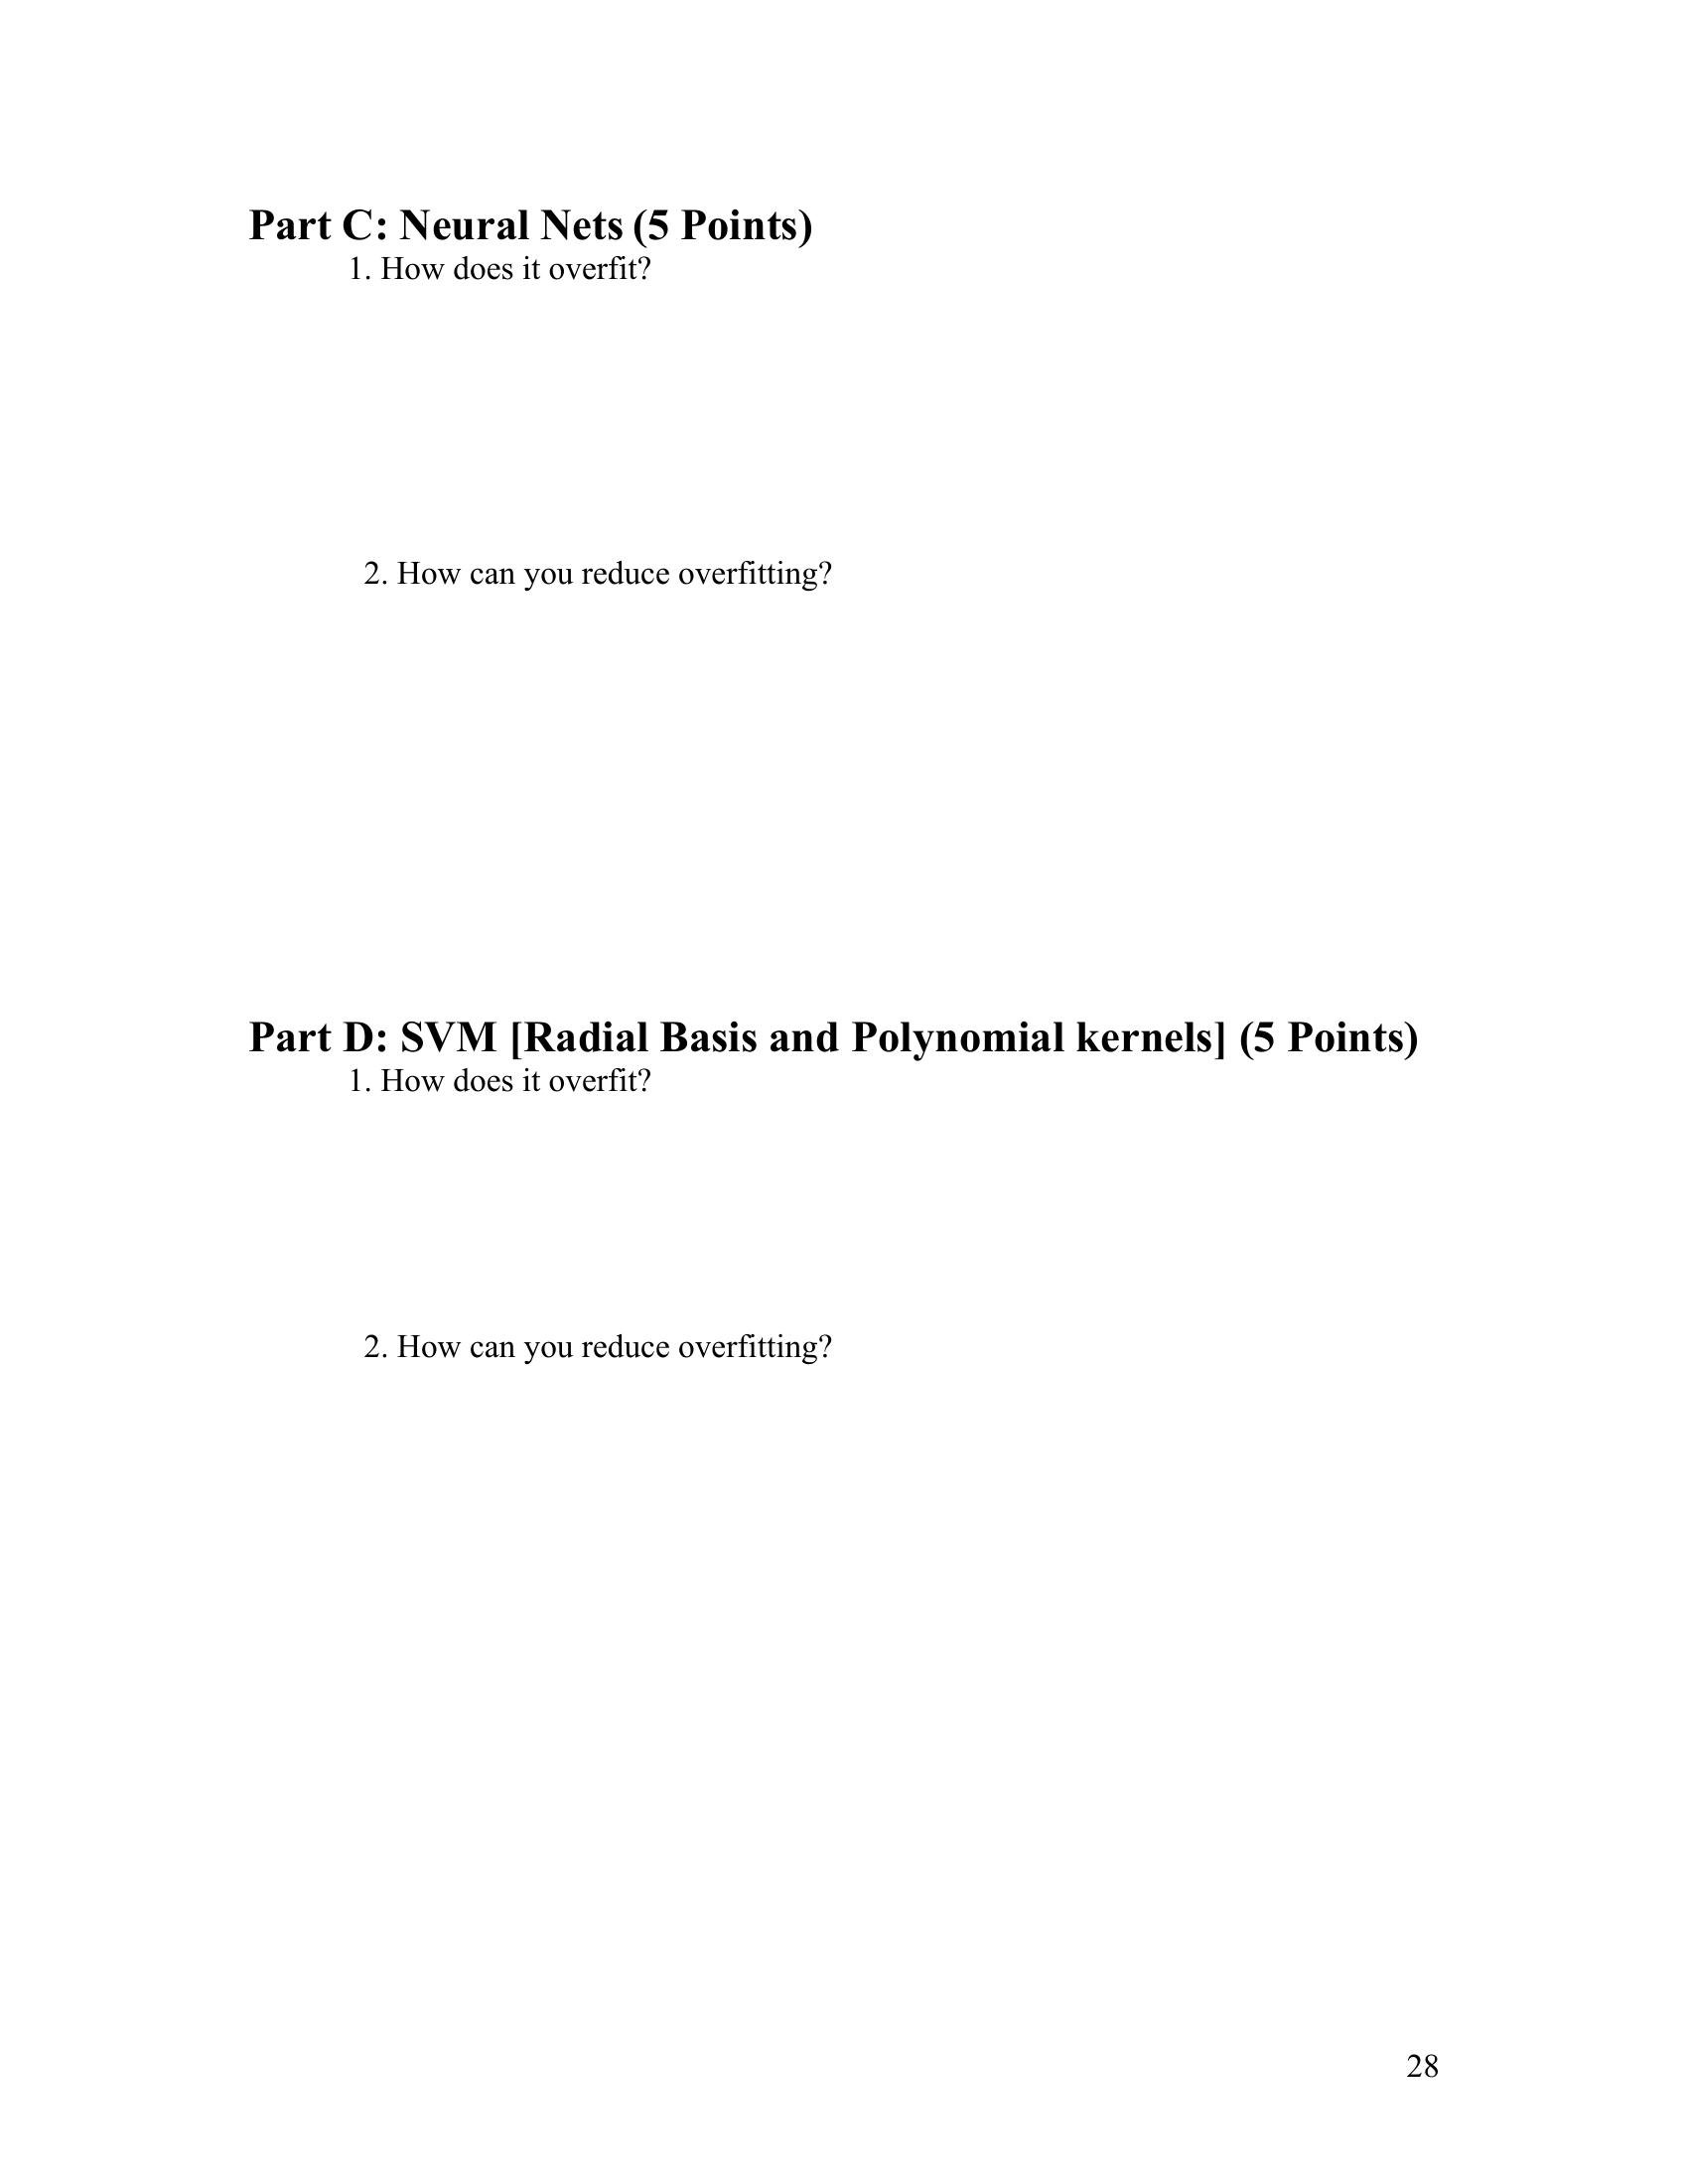 Part C: Neural Nets (5 Points)
1. How does it overfit?
2. How can you reduce overfitting?
Part D: SVM [Radial Basis and Polynomial kernels] (5 Points)
1. How does it overfit?
2. How can you reduce overfitting?
28